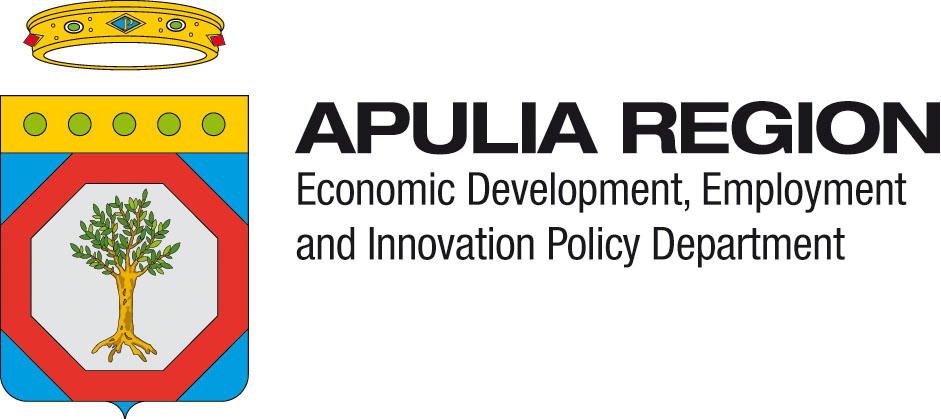 APULIA REGION
Economic Development, Employment
and Innovation Policy Department